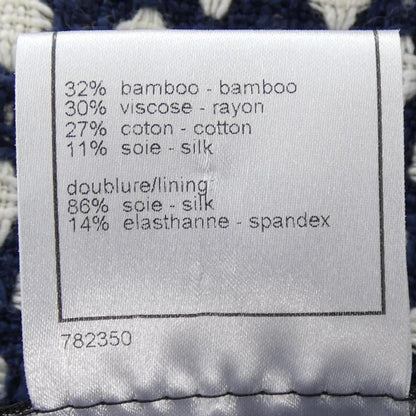 32% bamboo - bamboo
30% viscose - rayon
27% coton - cotton
11% soie - silk
doublure/lining
86% soie - silk
14% elasthanne - spandex
782350